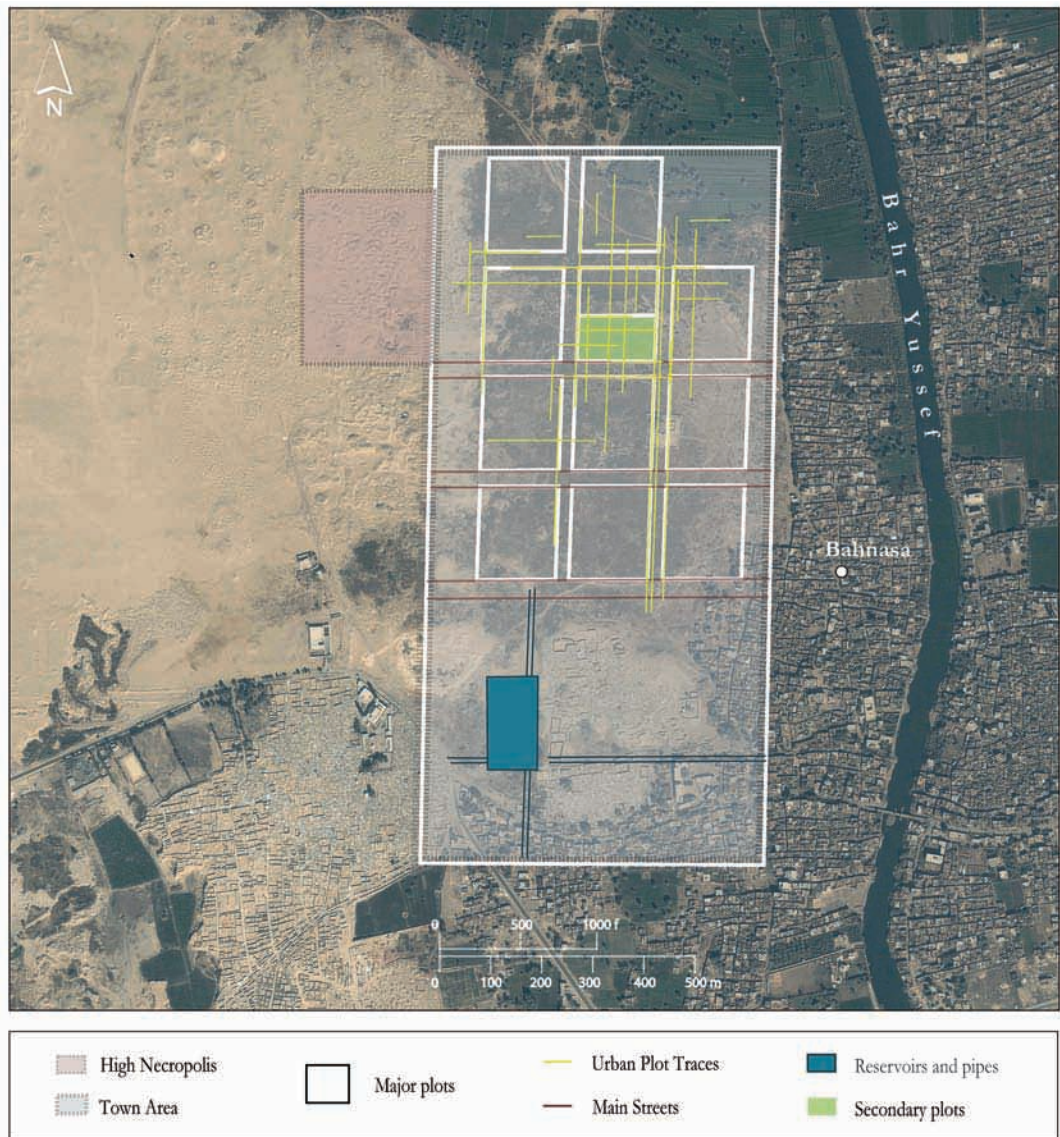 N
Bahr Yussef
Bahnasa
0 500 1000 f
0 100 200 300 400 500 m
High Necropolis
Town Area
Major plots
Urban Plot Traces
Main Streets
Reservoirs and pipes
Secondary plots